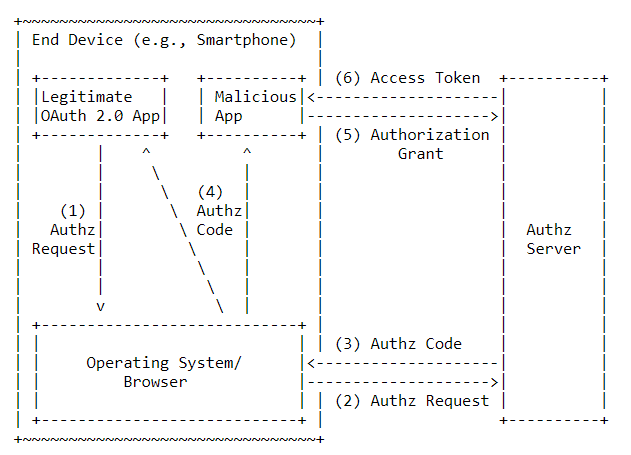 End Device (e.g., Smartphone)
(6) Access Token
Legitimate
OAuth 2.0 App
Malicious
App
(5) Authorization
Grant
(4)
(1)
Authz
Request
Authz
Code
Authz
Server
(3) Authz Code
Operating System/
Browser
(2) Authz Request